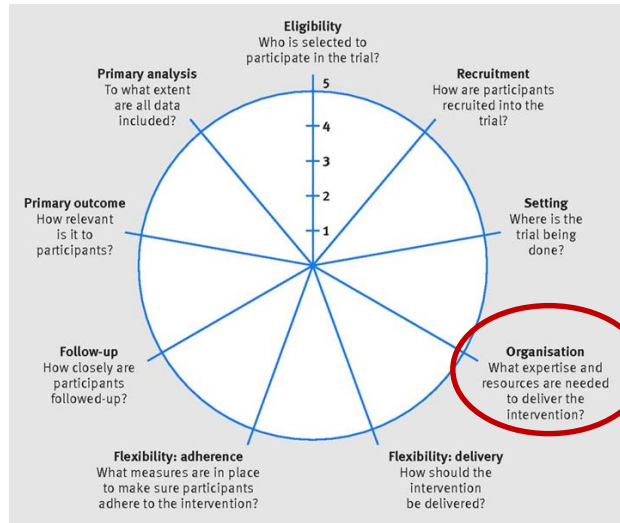 Eligibility
Who is selected to
participate in the trial?
Primary analysis
To what extent
are all data
included?
Recruitment
How are participants
recruited into the
trial?
5
4
3
2
1
Primary outcome
How relevant
is it to
participants?
Setting
Where is the
trial being
done?
Follow-up
How closely are
participants
followed-up?
Organisation
What expertise and
resources are needed
to deliver the
intervention?
Flexibility: adherence
What measures are in place
to make sure participants
adhere to the intervention?
Flexibility: delivery
How should the
intervention
be delivered?